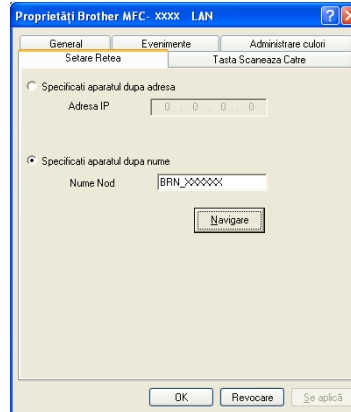 Proprietăți Brother MFC- xxxx LAN
General Evenimente Administrare culori
Setare Retea Tasta Scaneaza Catre
Specificati aparatul dupa adresa
Adresa IP 0 . 0 . 0 . 0
Specificati aparatul dupa nume
Nume Nod BRN_XXXXXX
Navigare
OK Revocare Se aplică